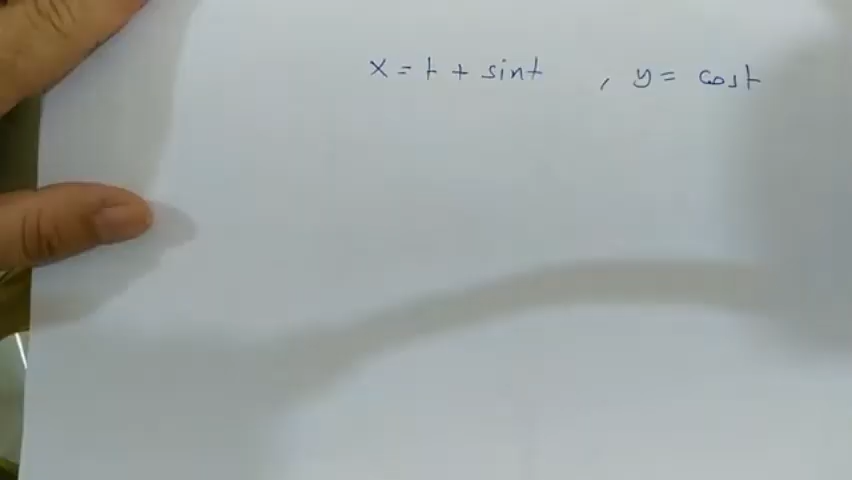 x = t + sint , y = cost